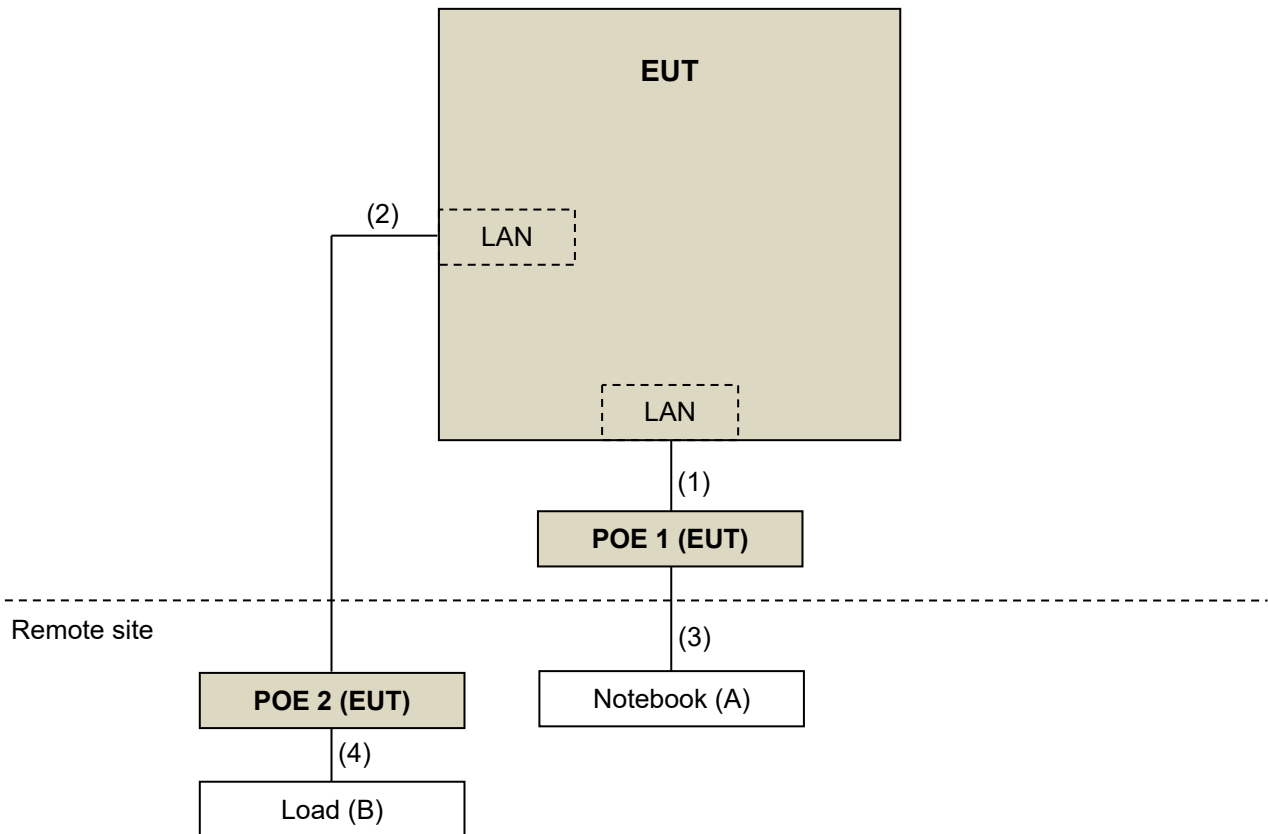 EUT
(2)
LAN
LAN
(1)
POE 1 (EUT)
Remote site
(3)
POE 2 (EUT)
Notebook (A)
(4)
Load (B)